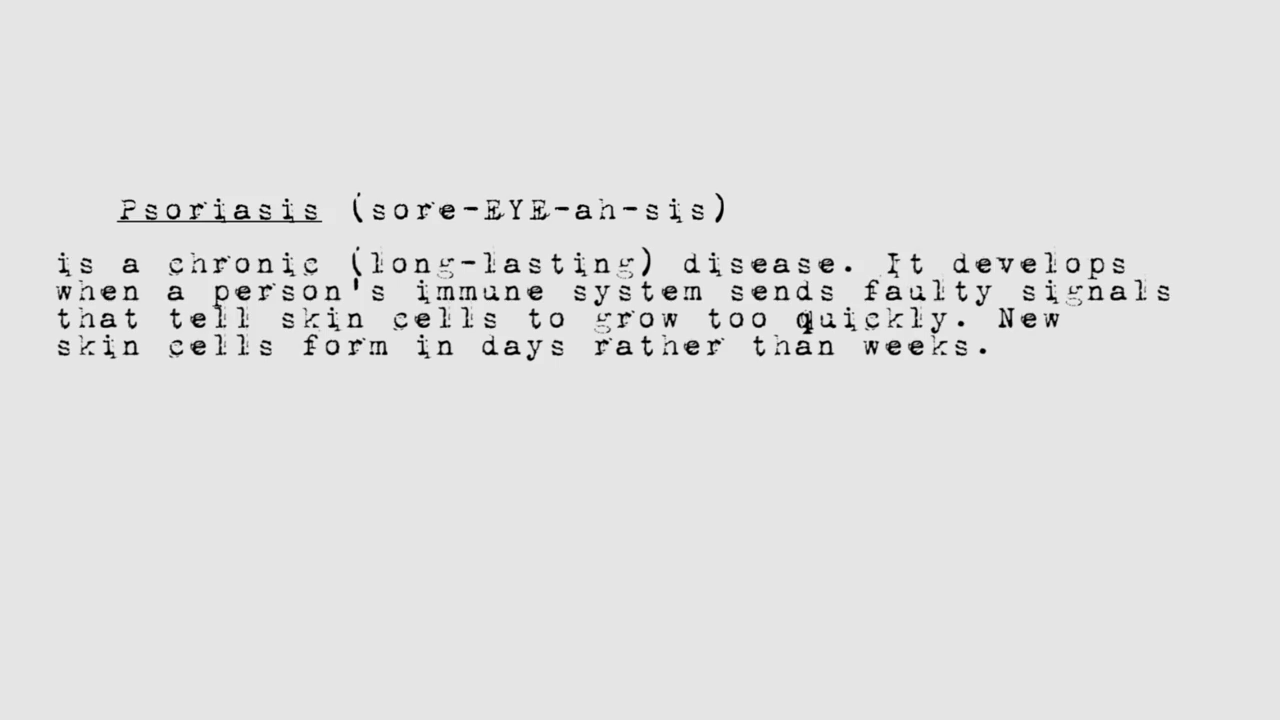 Psoriasis (sore-EYE-ah-sis)
is a chronic (long-lasting) disease. It develops
when a person's immune system sends faulty signals
that tell skin cells to grow too quickly. New
skin cells form in days rather than weeks.